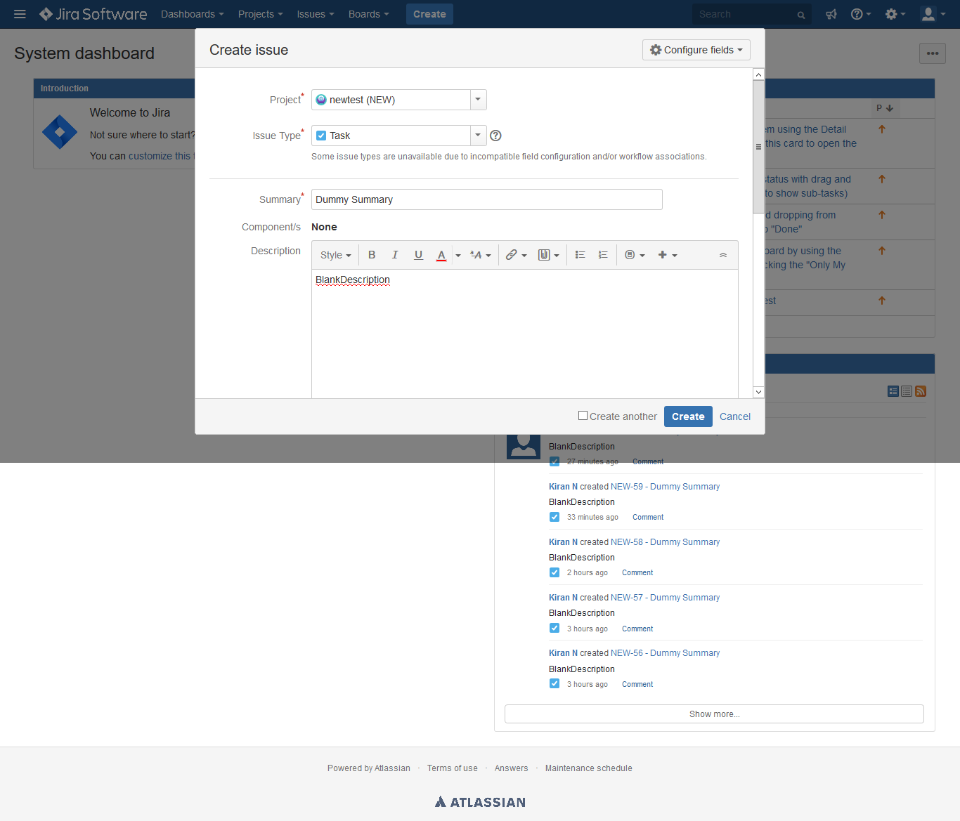 Jira Software Dashboards Projects Issues Boards Create Search
System dashboard
Create issue
Configure fields
Introduction
Welcome to Jira
Not sure where to start?
You can customize this
Project*
newtest (NEW)
Issue Type*
Task
Some issue types are unavailable due to incompatible field configuration and/or workflow associations.
Summary*
Dummy Summary
Component/s
None
Description
Style B I U A A
BlankDescription
Create another Create Cancel
P
using the Detail
this card to open the
status with drag and
to show sub-tasks)
dropping from
"Done"
board by using the
"Only My
BlankDescription
27 minutes ago Comment
Kiran N created NEW-59 - Dummy Summary
BlankDescription
33 minutes ago Comment
Kiran N created NEW-58 - Dummy Summary
BlankDescription
2 hours ago Comment
Kiran N created NEW-57 - Dummy Summary
BlankDescription
3 hours ago Comment
Kiran N created NEW-56 - Dummy Summary
BlankDescription
3 hours ago Comment
Show more...
Powered by Atlassian · Terms of use · Answers · Maintenance schedule
ATLASSIAN